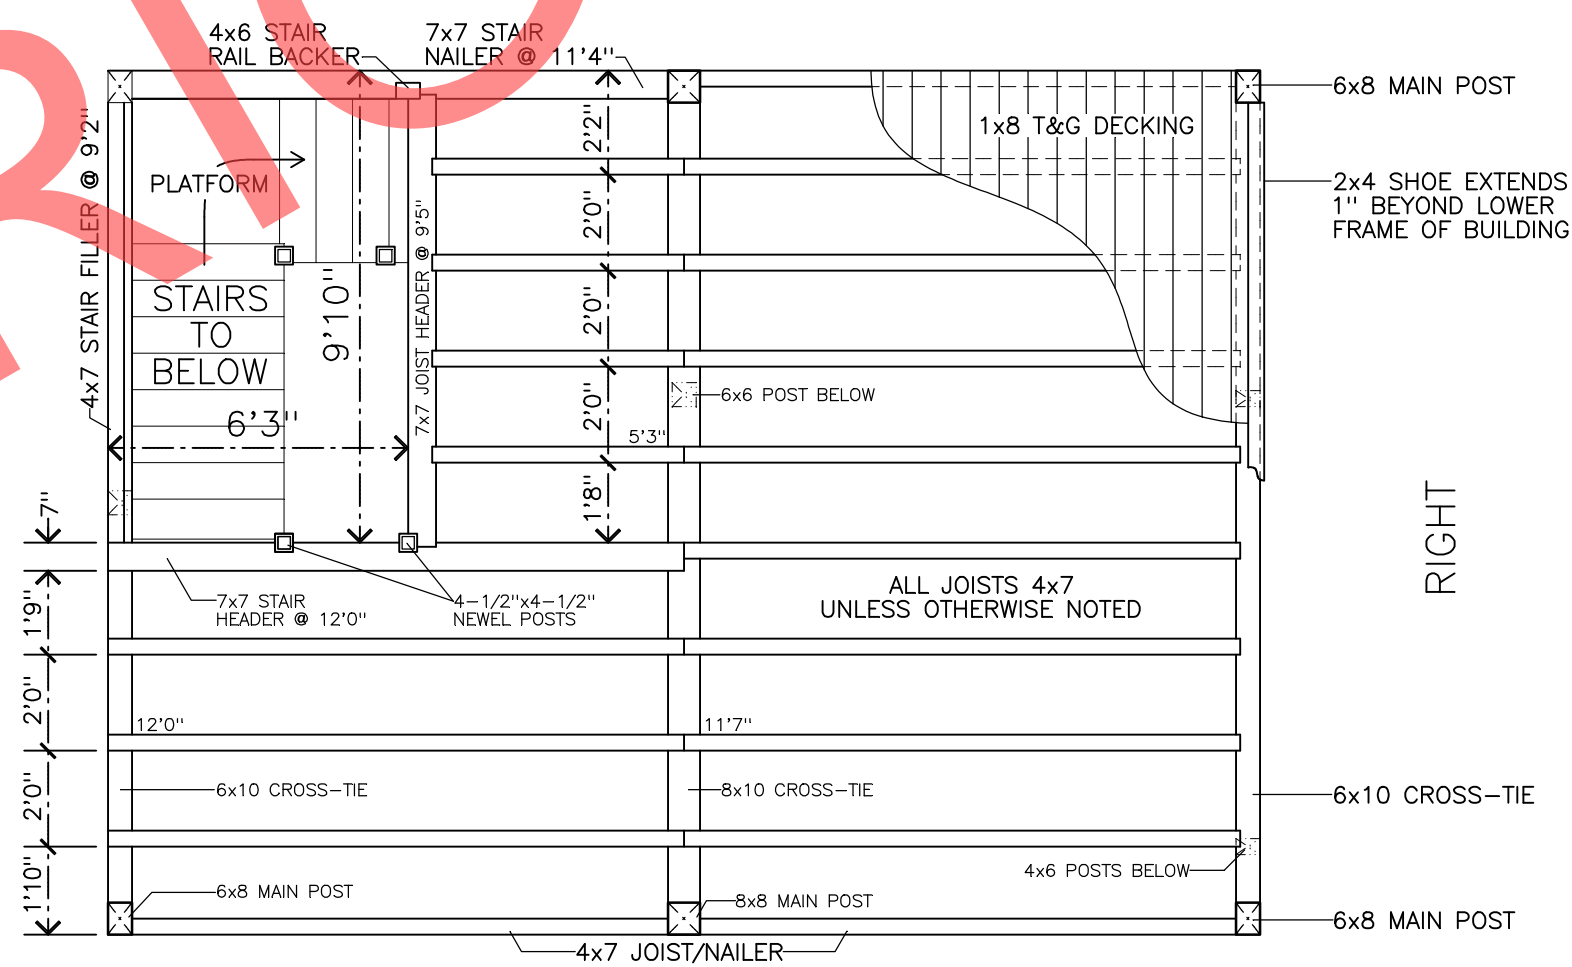 4x6 STAIR
RAIL BACKER
7x7 STAIR
NAILER @ 11'4"
6x8 MAIN POST
1x8 T&G DECKING
2x4 SHOE EXTENDS
1" BEYOND LOWER
FRAME OF BUILDING
4x7 STAIR FILLER @ 9'2"
PLATFORM
STAIRS
TO
BELOW
9'10"
6'3"
7x7 JOIST HEADER @ 9'5"
2'2"
2'0"
2'0"
2'0"
1'8"
5'3"
6x6 POST BELOW
RIGHT
7"
1'9"
2'0"
2'0"
1'10"
7x7 STAIR
HEADER @ 12'0"
4-1/2"x4-1/2"
NEWEL POSTS
ALL JOISTS 4x7
UNLESS OTHERWISE NOTED
12'0"
11'7"
6x10 CROSS-TIE
8x10 CROSS-TIE
6x10 CROSS-TIE
4x6 POSTS BELOW
6x8 MAIN POST
8x8 MAIN POST
6x8 MAIN POST
4x7 JOIST/NAILER